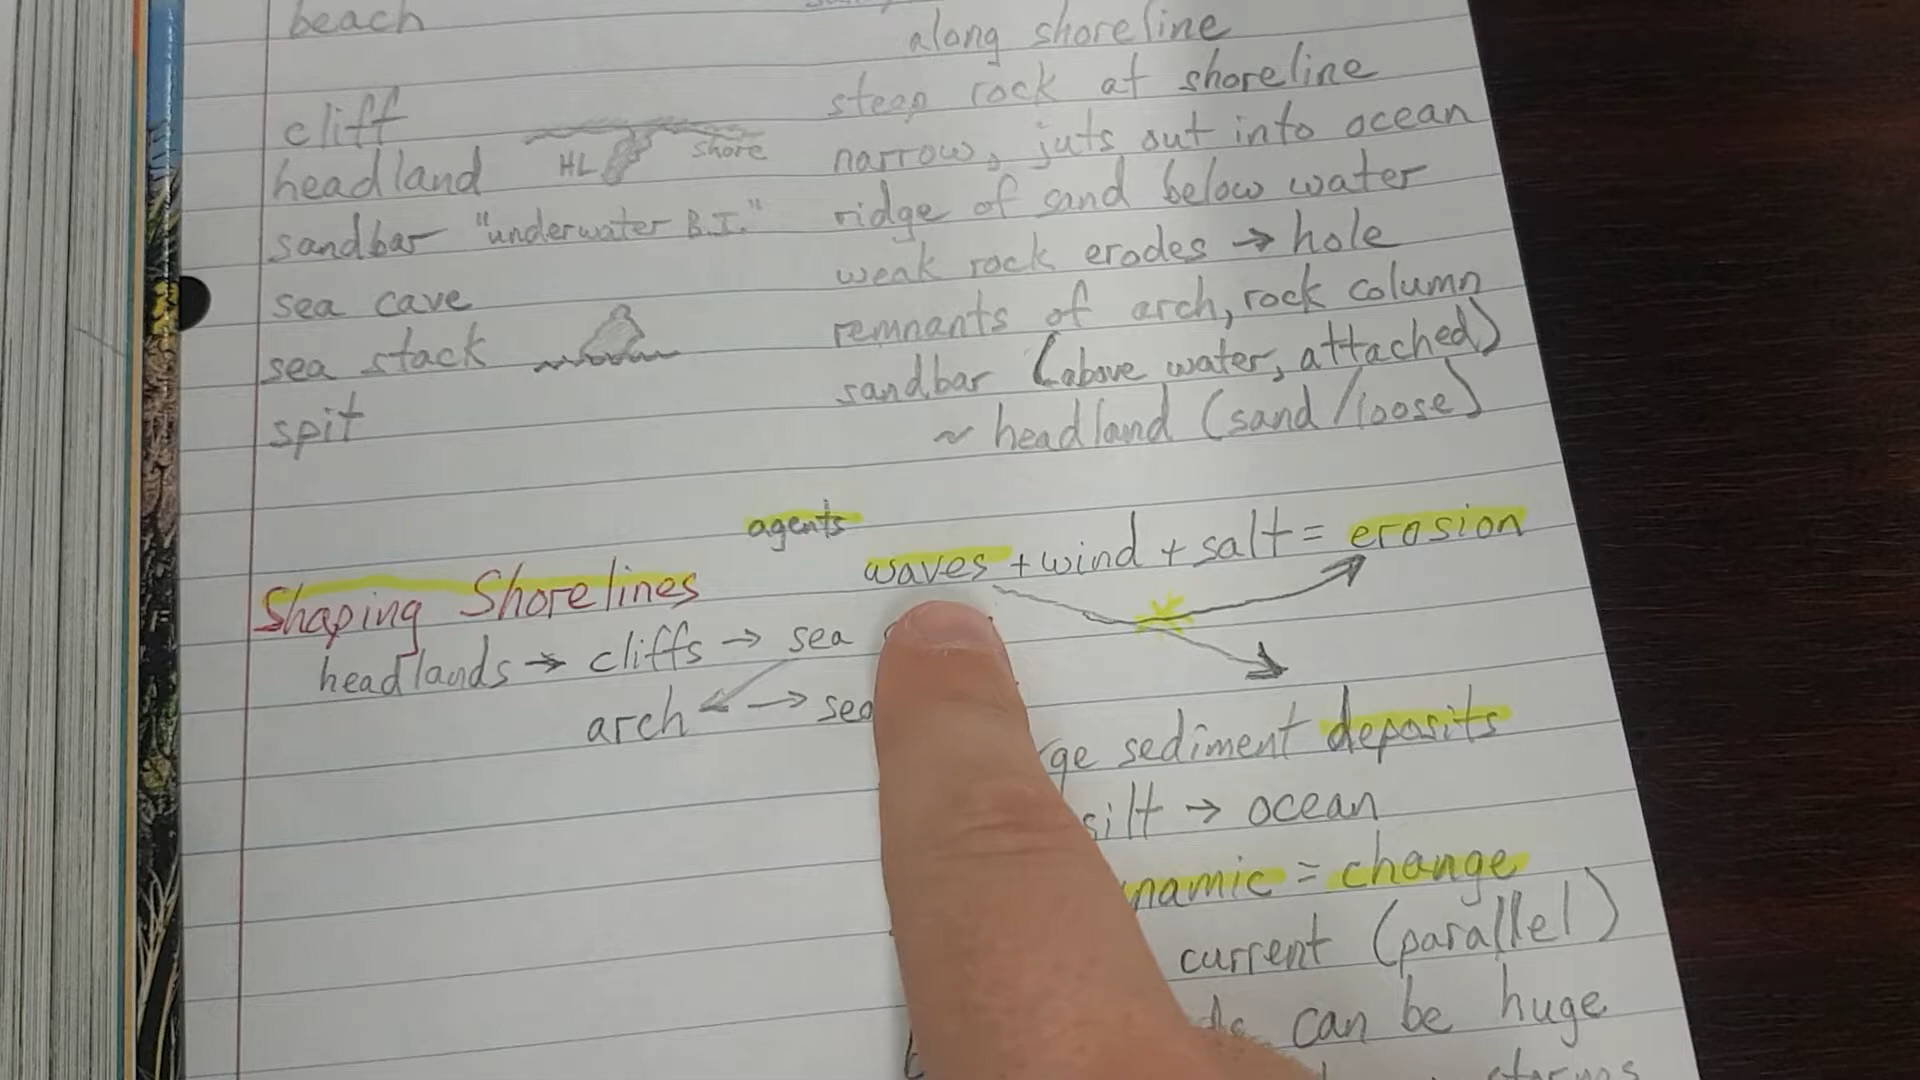 beach
along shoreline
cliff steep rock at shoreline
headland HL shore narrow, juts out into ocean
sandbar "underwater B.I." ridge of sand below water
sea cave weak rock erodes → hole
sea stack remnants of arch, rock column
spit sandbar (above water, attached)
~ headland (sand/loose)
agents
Shaping Shorelines waves + wind + salt = erosion
headlands → cliffs → sea
arch → sea
sediment deposits
silt → ocean
= change
current (parallel)
can be huge
storms